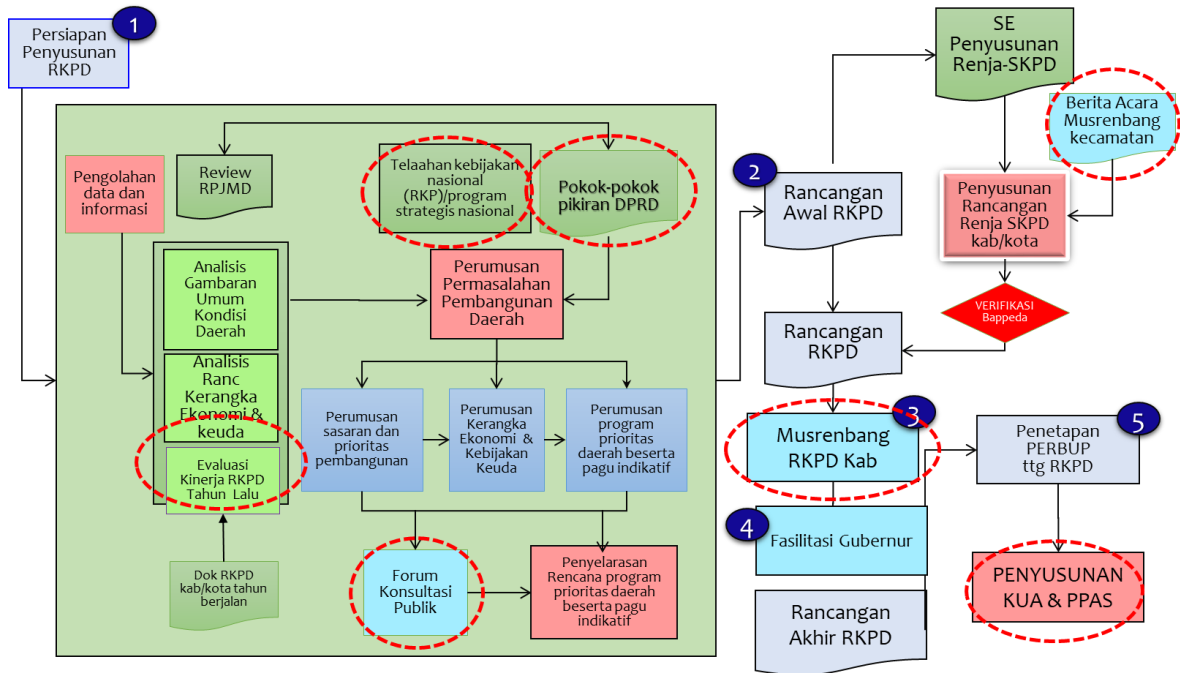 1
Persiapan
Penyusunan
RKPD
Pengolahan
data dan
informasi
Review
RPJMD
Telaahan kebijakan
nasional
(RKP)/program
strategis nasional
Pokok-pokok
pikiran DPRD
Analisis
Gambaran
Umum
Kondisi
Daerah
Analisis
Ranc
Kerangka
Ekonomi &
keuda
Evaluasi
Kinerja RKPD
Tahun Lalu
Dok RKPD
kab/kota tahun
berjalan
Perumusan
Permasalahan
Pembangunan
Daerah
Perumusan
sasaran dan
prioritas
pembangunan
Perumusan
Kerangka
Ekonomi &
Kebijakan
Keuda
Perumusan
program
prioritas
daerah beserta
pagu indikatif
Forum
Konsultasi
Publik
Penyelarasan
Rencana program
prioritas daerah
beserta pagu
indikatif
2
Rancangan
Awal RKPD
SE
Penyusunan
Renja-SKPD
Berita Acara
Musrenbang
kecamatan
Penyusunan
Rancangan
Renja SKPD
kab/kota
VERIFIKASI
Bappeda
Rancangan
RKPD
3
Musrenbang
RKPD Kab
4
Fasilitasi Gubernur
Rancangan
Akhir RKPD
5
Penetapan
PERBUP
ttg RKPD
PENYUSUNAN
KUA & PPAS